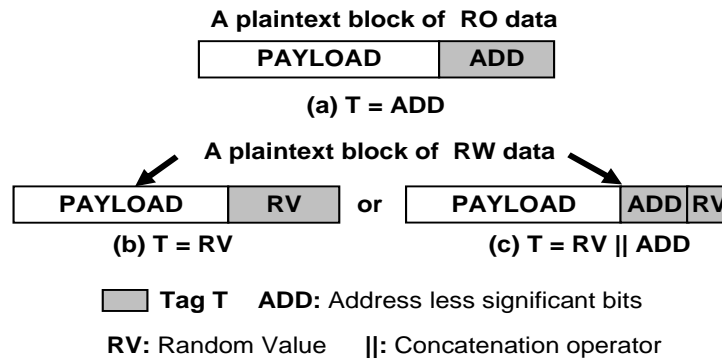 A plaintext block of RO data
PAYLOAD ADD
(a) T = ADD
A plaintext block of RW data
PAYLOAD RV or PAYLOAD ADD RV
(b) T = RV (c) T = RV || ADD
Tag T ADD: Address less significant bits
RV: Random Value ||: Concatenation operator